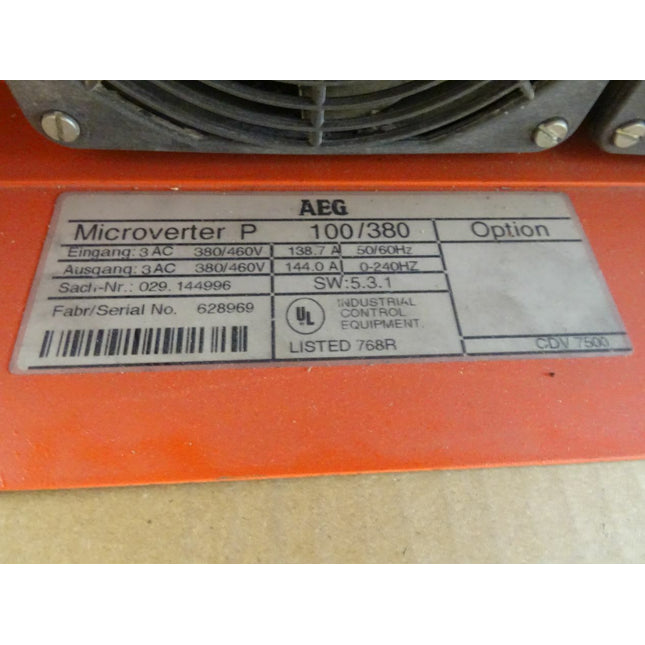 AEG
Microverter P 100/380 Option
Eingang: 3 AC 380/460V 138.7 A 50/60Hz
Ausgang: 3 AC 380/460V 144.0 A 0-240HZ
Sach-Nr.: 029. 144996 SW:5.3.1
Fabr/Serial No. 628969
UL
INDUSTRIAL
CONTROL
EQUIPMENT.
LISTED 768R
CDV 7500